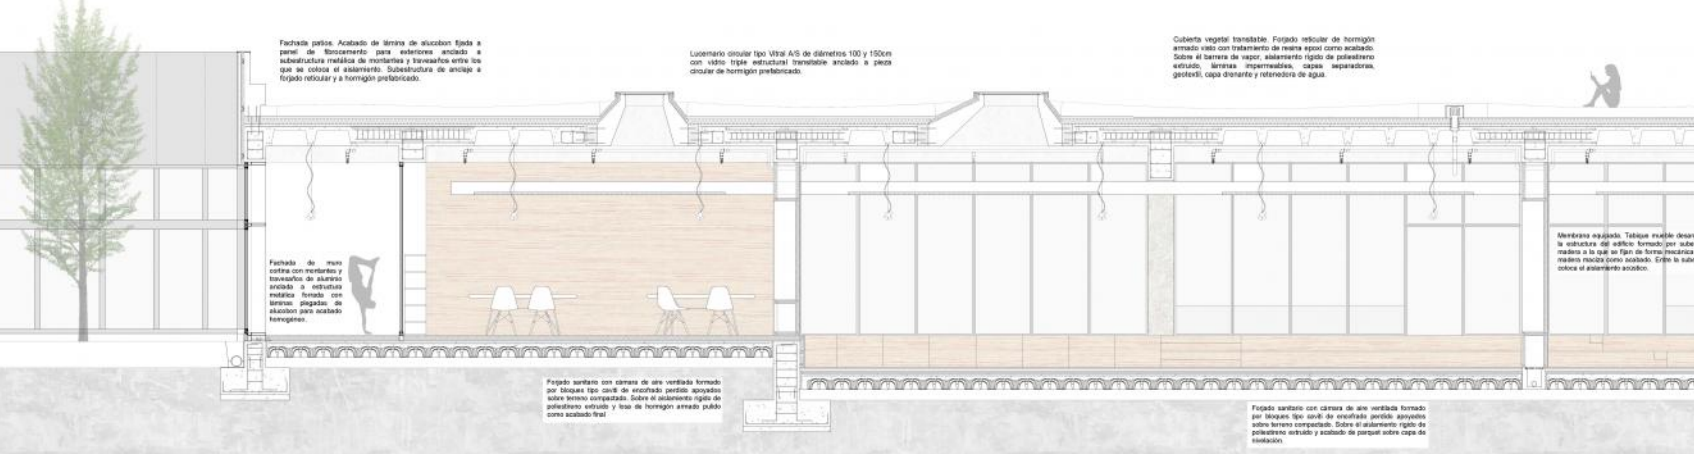 Fachada patios. Acabado de lámina de alucobon fijada a
panel de fibrocemento para exteriores anclado a
subestructura metálica de montantes y travesaños entre los
que se coloca el aislamiento. Subestructura de anclaje a
forjado reticular y a hormigón prefabricado.
Lucernario circular tipo Vitral A/S de diámetros 100 y 150cm
con vidrio triple estructural transitable anclado a pieza
circular de hormigón prefabricado.
Cubierta vegetal transitable. Forjado reticular de hormigón
armado visto con tratamiento de resina epoxi como acabado.
Sobre él barrera de vapor, aislamiento rígido de poliestireno
extruido, láminas impermeables, capas separadoras,
geotextil, capa drenante y retenedora de agua.
Fachada de muro
cortina con montantes y
travesaños de aluminio
anclada a estructura
metálica forrada con
láminas plegadas de
alucobon para acabado
homogéneo.
Membrana equipada. Tabique mueble desar
la estructura del edificio formado por sube
madera a la que se fijan de forma mecánica
madera maciza como acabado. Entre la sube
coloca el aislamiento acústico.
Forjado sanitario con cámara de aire ventilada formado
por bloques tipo caviti de encofrado perdido apoyados
sobre terreno compactado. Sobre él aislamiento rígido de
poliestireno extruido y losa de hormigón armado pulido
como acabado final
Forjado sanitario con cámara de aire ventilada formado
por bloques tipo caviti de encofrado perdido apoyados
sobre terreno compactado. Sobre él aislamiento rígido de
poliestireno extruido y acabado de parquet sobre capa de
nivelación.